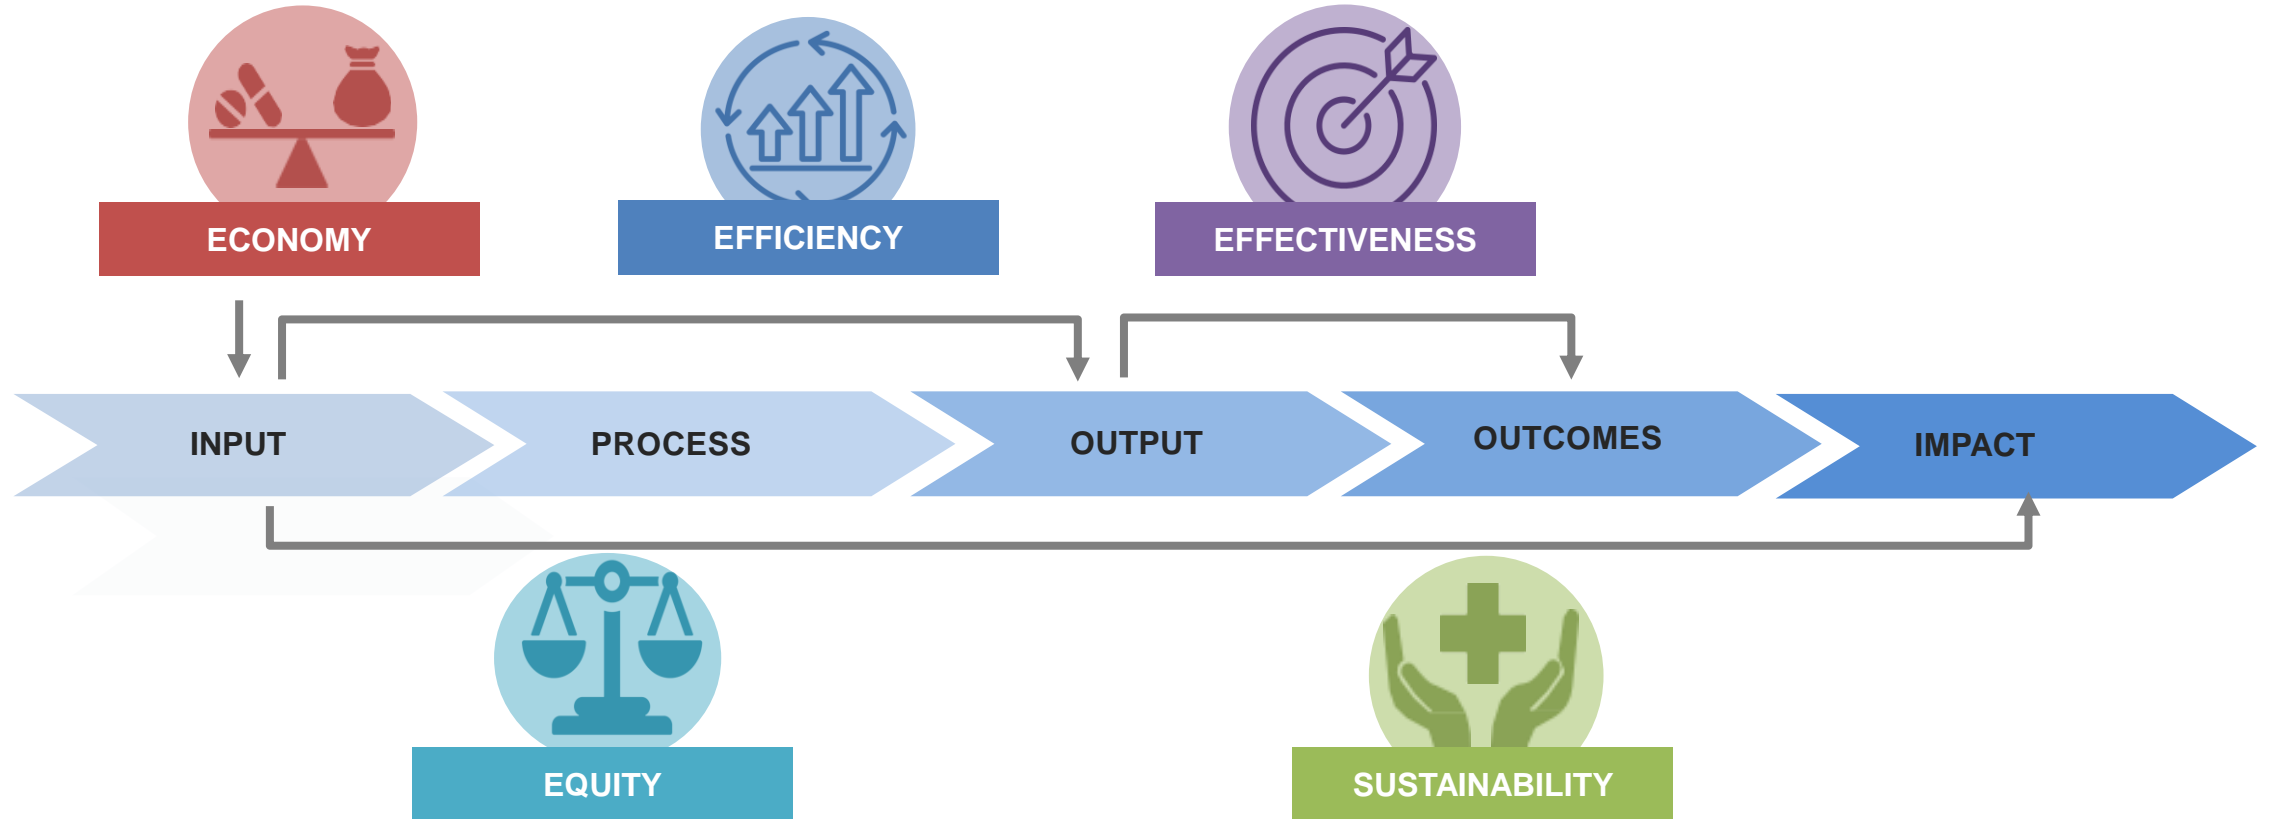 ECONOMY
EFFICIENCY
EFFECTIVENESS
INPUT
PROCESS
OUTPUT
OUTCOMES
IMPACT
EQUITY
SUSTAINABILITY